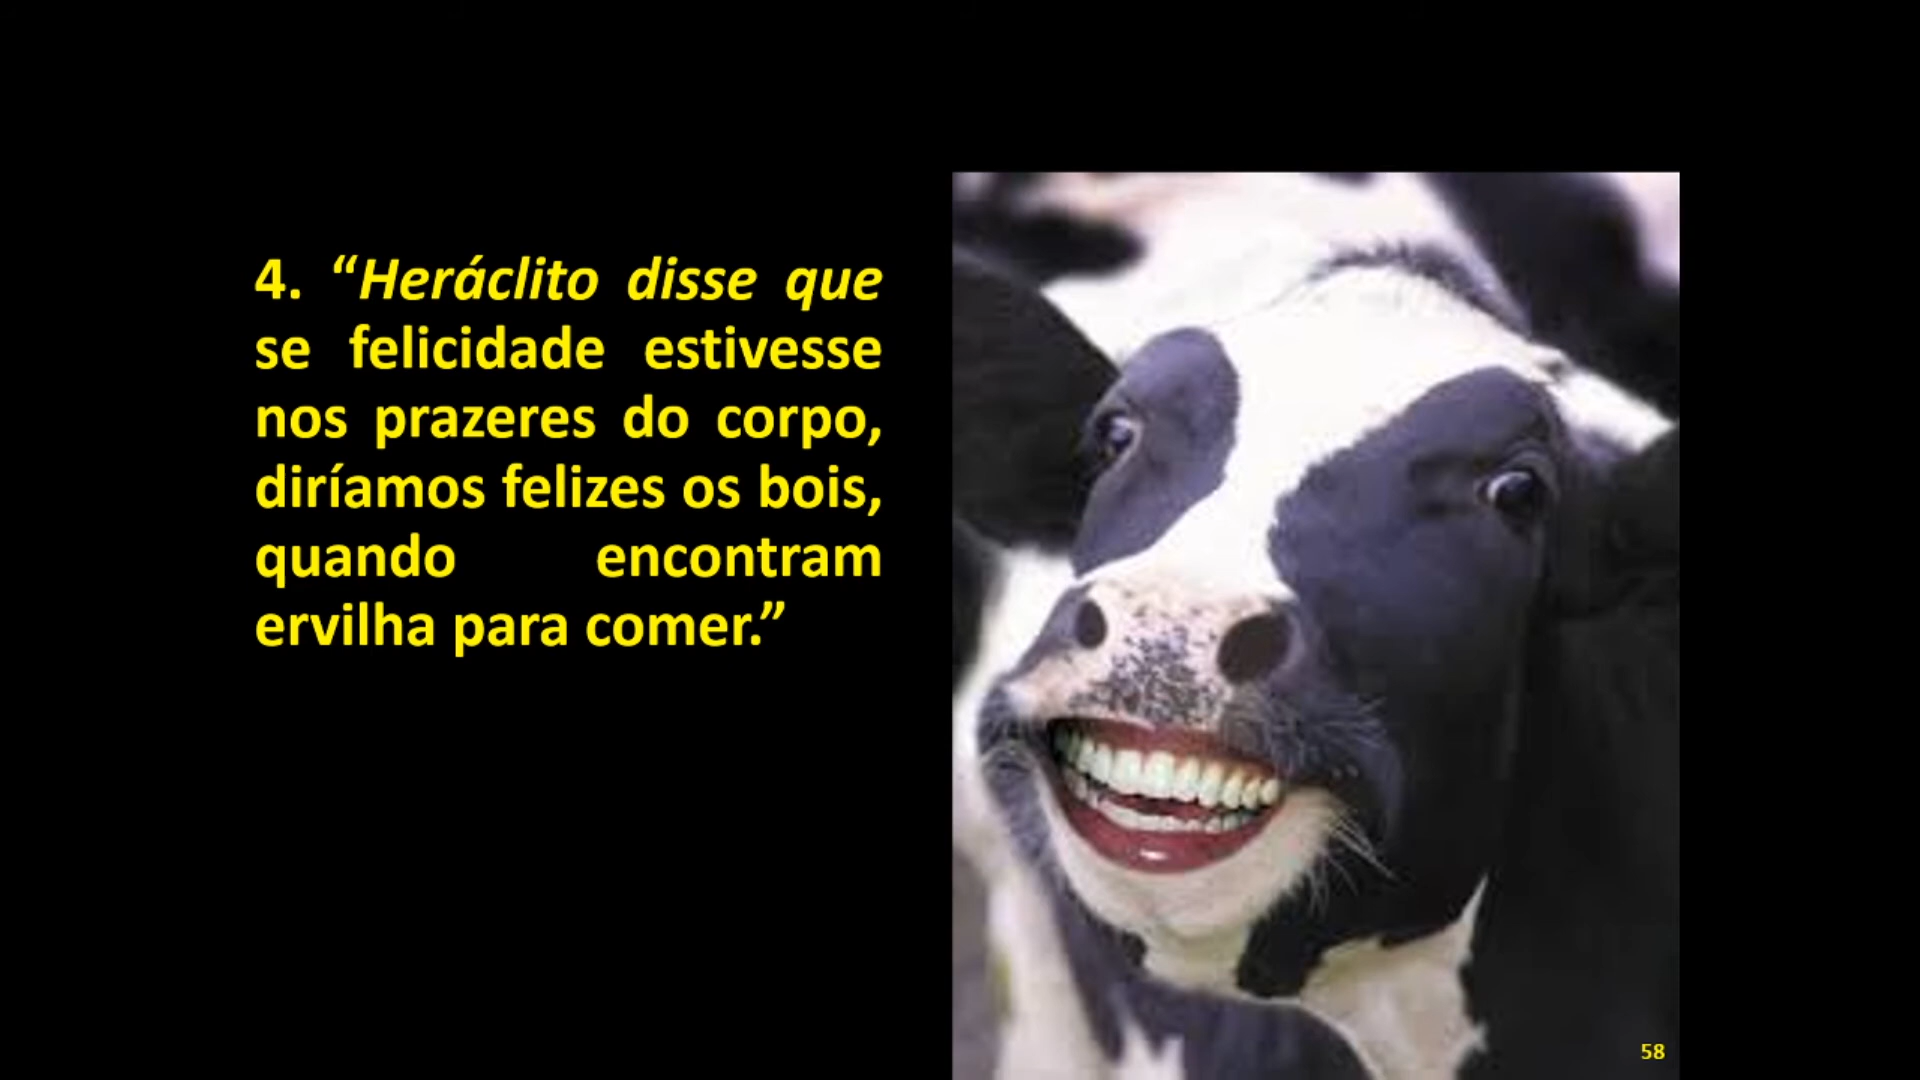 4. “Heráclito disse que
se felicidade estivesse
nos prazeres do corpo,
diríamos felizes os bois,
quando encontram
ervilha para comer.”
58